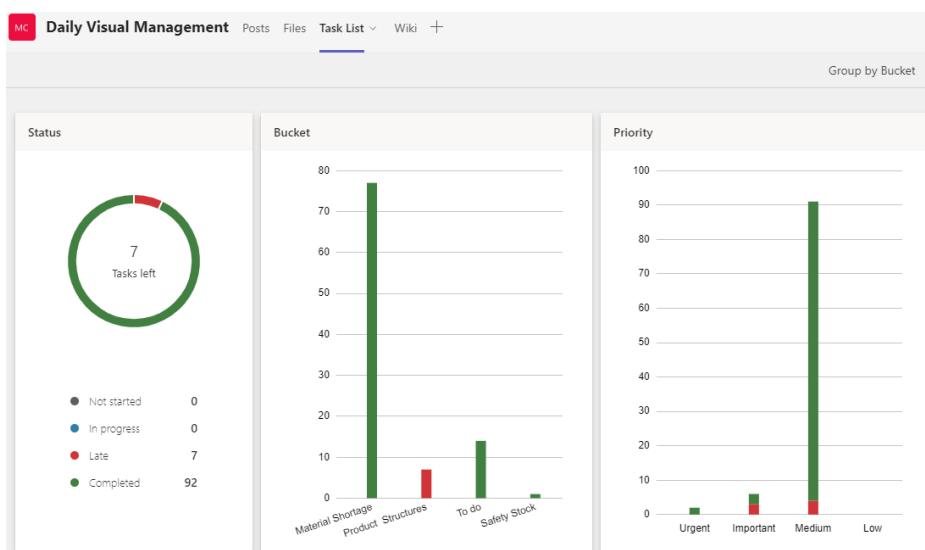 MC Daily Visual Management Posts Files Task List Wiki
Group by Bucket
Status
7
Tasks left
Not started 0
In progress 0
Late 7
Completed 92
Bucket
80
70
60
50
40
30
20
10
0
Material Shortage
Product Structures
To do
Safety Stock
Priority
100
90
80
70
60
50
40
30
20
10
0
Urgent Important Medium Low